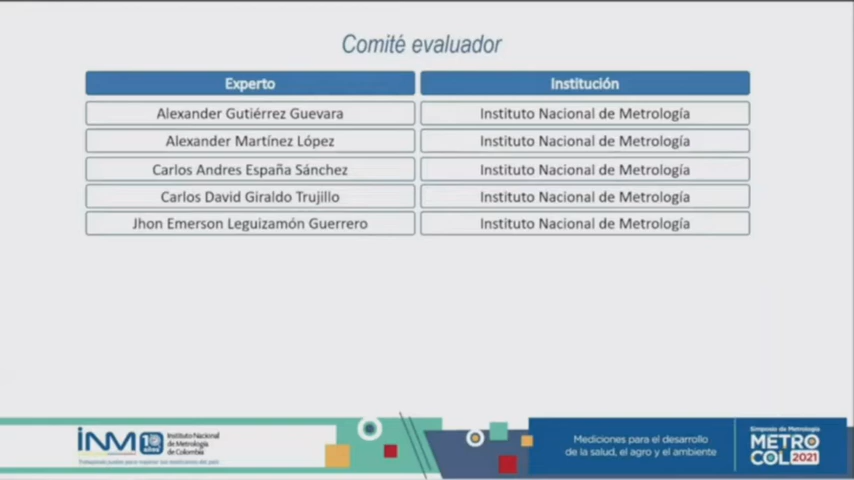 Comité evaluador
Experto Institución
Alexander Gutiérrez Guevara Instituto Nacional de Metrología
Alexander Martínez López Instituto Nacional de Metrología
Carlos Andres España Sánchez Instituto Nacional de Metrología
Carlos David Giraldo Trujillo Instituto Nacional de Metrología
Jhon Emerson Leguizamón Guerrero Instituto Nacional de Metrología
INM 10 años
Instituto Nacional
de Metrología
de Colombia
Mediciones para el desarrollo
de la salud, el agro y el ambiente
Simposio de Metrología
METRO
COL 2021